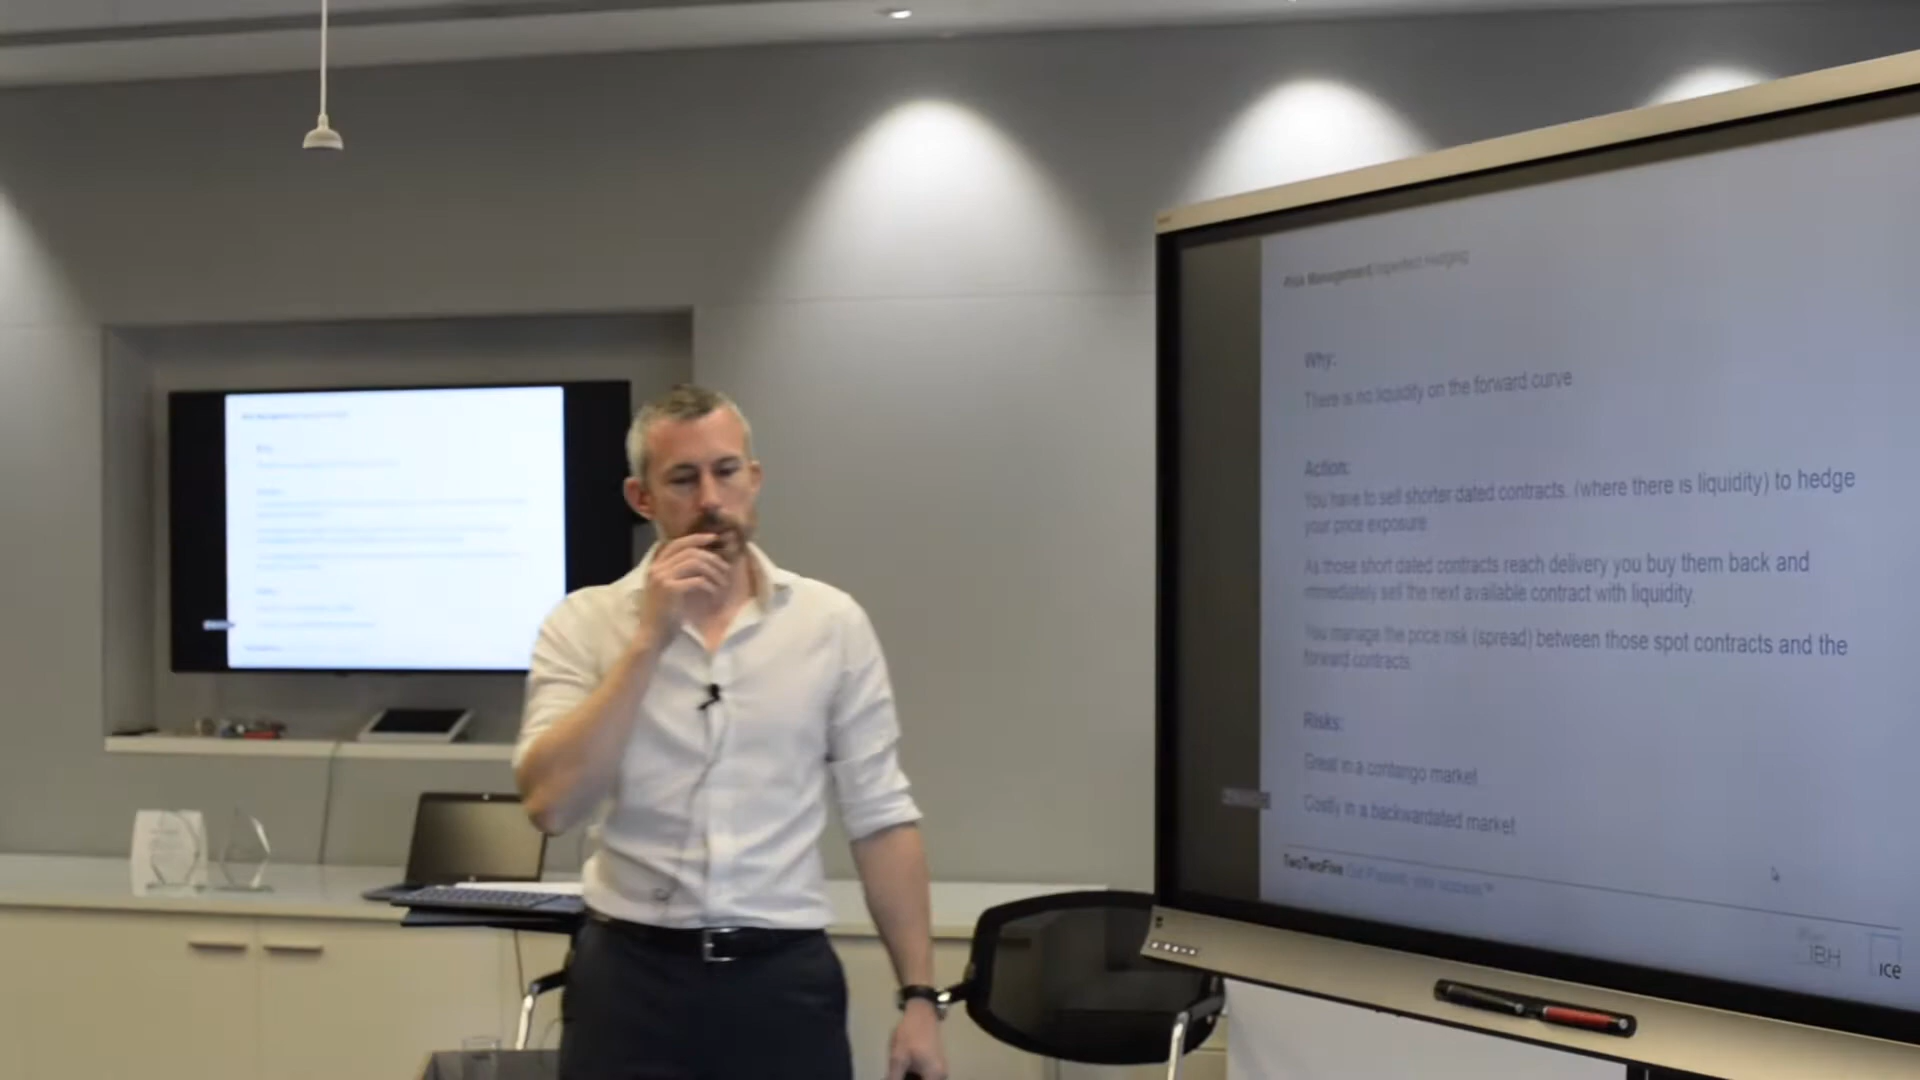 Risk Management/Imperfect Hedging
Why:
There is no liquidity on the forward curve
Action:
You have to sell shorter dated contracts. (where there is liquidity) to hedge
your price exposure
As those short dated contracts reach delivery you buy them back and
immediately sell the next available contract with liquidity.
You manage the price risk (spread) between those spot contracts and the
forward contracts
Risks:
Great in a contango market
Costly in a backwardated market
TwoTwoFive
IBH
ice